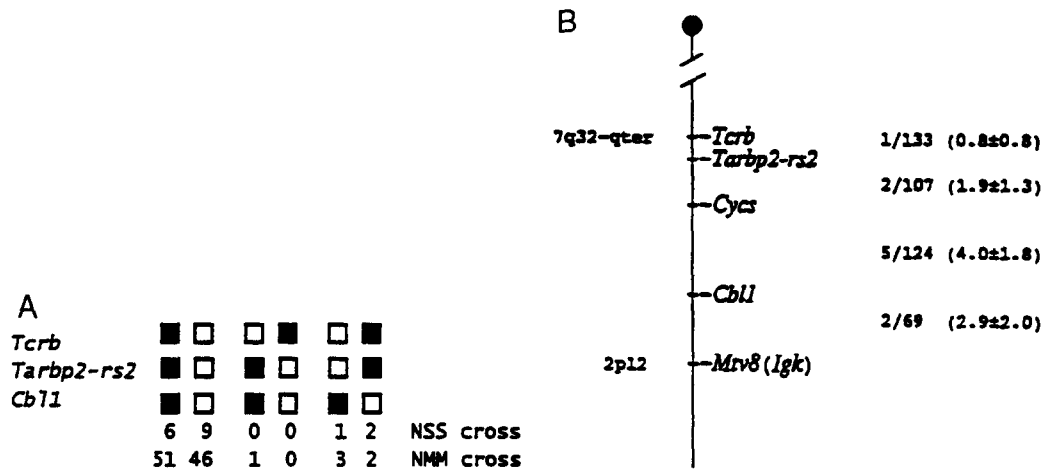 B
7q32-qter Tcrb 1/133 (0.8±0.8)
Tarbp2-rs2
2/107 (1.9±1.3)
Cycs
5/124 (4.0±1.8)
Cbl1
2/69 (2.9±2.0)
2p12 Mtv8(Igk)
A
Tcrb
Tarbp2-rs2
Cbl1
6 9 0 0 1 2 NSS cross
51 46 1 0 3 2 NMM cross